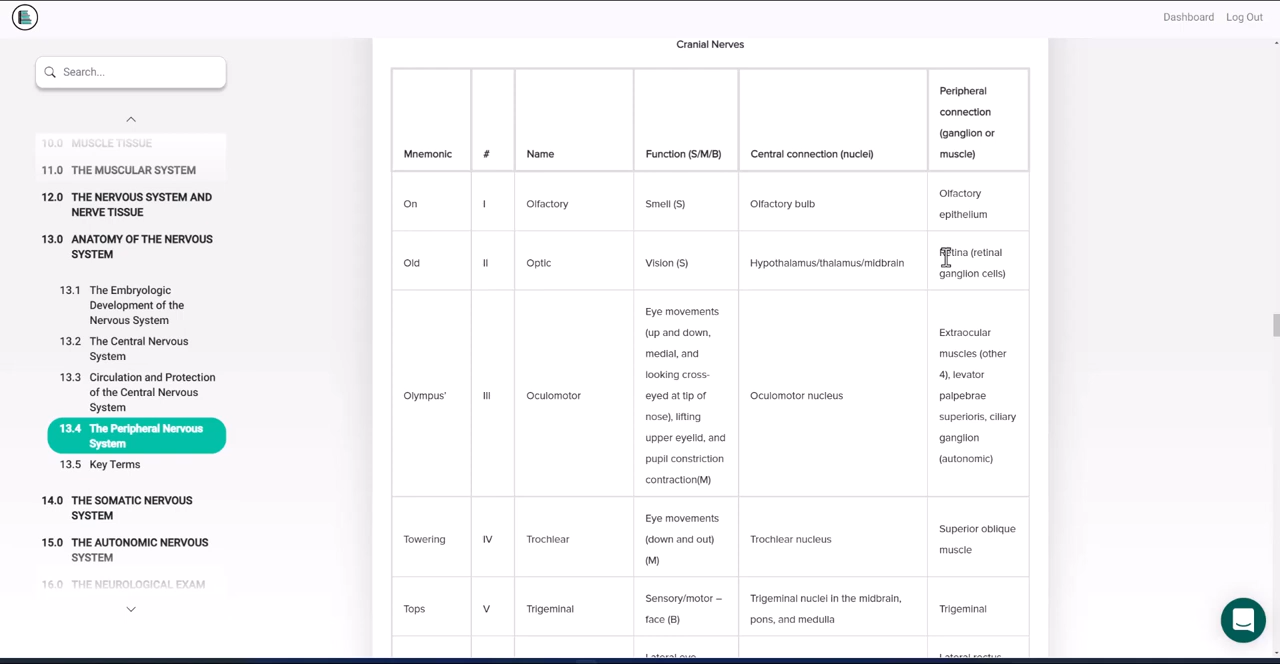 Dashboard Log Out
Search...
10.0 MUSCLE TISSUE
11.0 THE MUSCULAR SYSTEM
12.0 THE NERVOUS SYSTEM AND
NERVE TISSUE
13.0 ANATOMY OF THE NERVOUS
SYSTEM
13.1 The Embryologic
Development of the
Nervous System
13.2 The Central Nervous
System
13.3 Circulation and Protection
of the Central Nervous
System
13.4 The Peripheral Nervous
System
13.5 Key Terms
14.0 THE SOMATIC NERVOUS
SYSTEM
15.0 THE AUTONOMIC NERVOUS
SYSTEM
16.0 THE NEUROLOGICAL EXAM
Cranial Nerves
Mnemonic
#
Name
Function (S/M/B)
Central connection (nuclei)
Peripheral
connection
(ganglion or
muscle)
On
I
Olfactory
Smell (S)
Olfactory bulb
Olfactory
epithelium
Old
II
Optic
Vision (S)
Hypothalamus/thalamus/midbrain
Retina (retinal
ganglion cells)
Olympus'
III
Oculomotor
Eye movements
(up and down,
medial, and
looking cross-
eyed at tip of
nose), lifting
upper eyelid, and
pupil constriction
contraction(M)
Oculomotor nucleus
Extraocular
muscles (other
4), levator
palpebrae
superioris, ciliary
ganglion
(autonomic)
Towering
IV
Trochlear
Eye movements
(down and out)
(M)
Trochlear nucleus
Superior oblique
muscle
Tops
V
Trigeminal
Sensory/motor –
face (B)
Trigeminal nuclei in the midbrain,
pons, and medulla
Trigeminal
Lateral eye
Lateral rectus